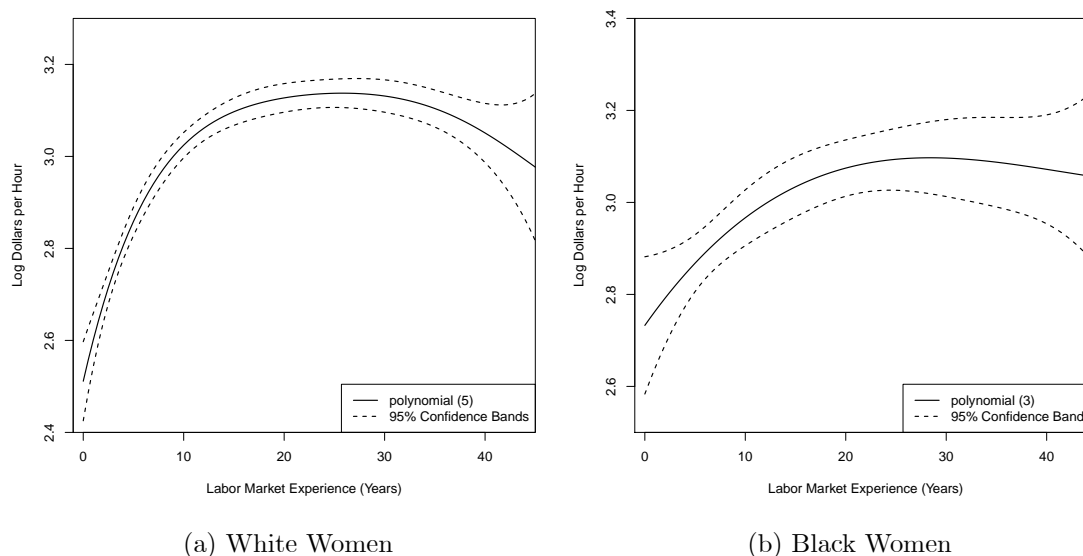 3.2
3.0
2.8
2.6
2.4
Log Dollars per Hour
polynomial (5)
95% Confidence Bands
0 10 20 30 40
Labor Market Experience (Years)
(a) White Women
3.4
3.2
3.0
2.8
2.6
Log Dollars per Hour
polynomial (3)
95% Confidence Bands
0 10 20 30 40
Labor Market Experience (Years)
(b) Black Women